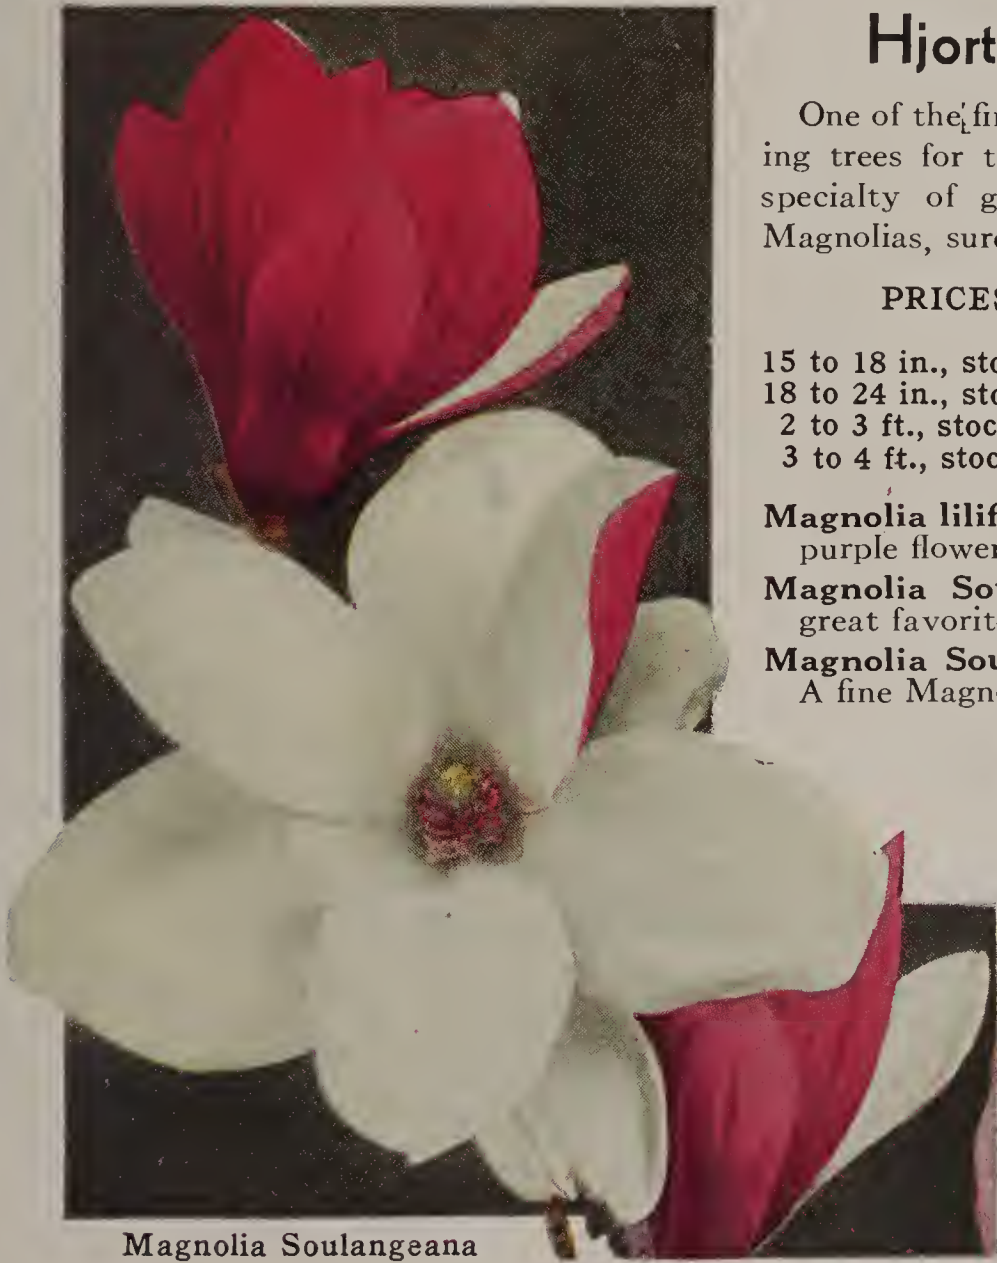 Hjort
One of the fin
ing trees for t
specialty of g
Magnolias, sure
PRICES
15 to 18 in., sto
18 to 24 in., sto
2 to 3 ft., stoc
3 to 4 ft., stoc
Magnolia lilif
purple flower
Magnolia Sou
great favorit
Magnolia Sou
A fine Magn
Magnolia Soulangeana